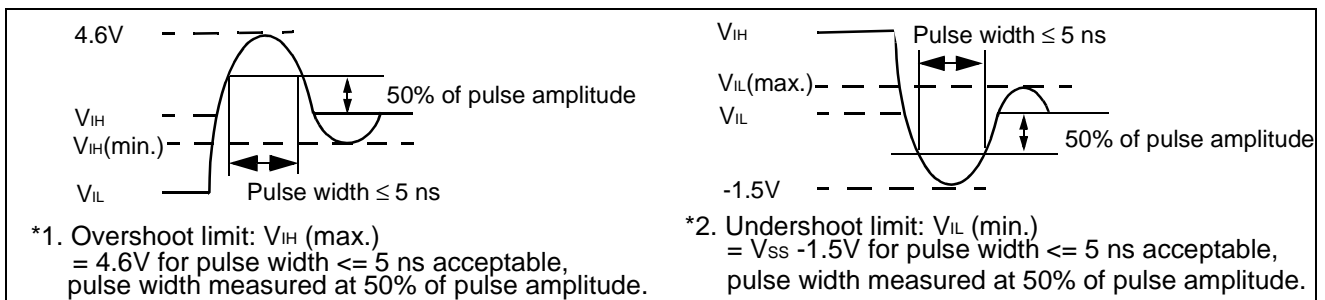 4.6V
50% of pulse amplitude
VIH
VIH(min.)
Pulse width ≤ 5 ns
VIL
*1. Overshoot limit: VIH (max.)
= 4.6V for pulse width <= 5 ns acceptable,
pulse width measured at 50% of pulse amplitude.
VIH
Pulse width ≤ 5 ns
VIL(max.)
VIL
50% of pulse amplitude
-1.5V
*2. Undershoot limit: VIL (min.)
= VSS -1.5V for pulse width <= 5 ns acceptable,
pulse width measured at 50% of pulse amplitude.